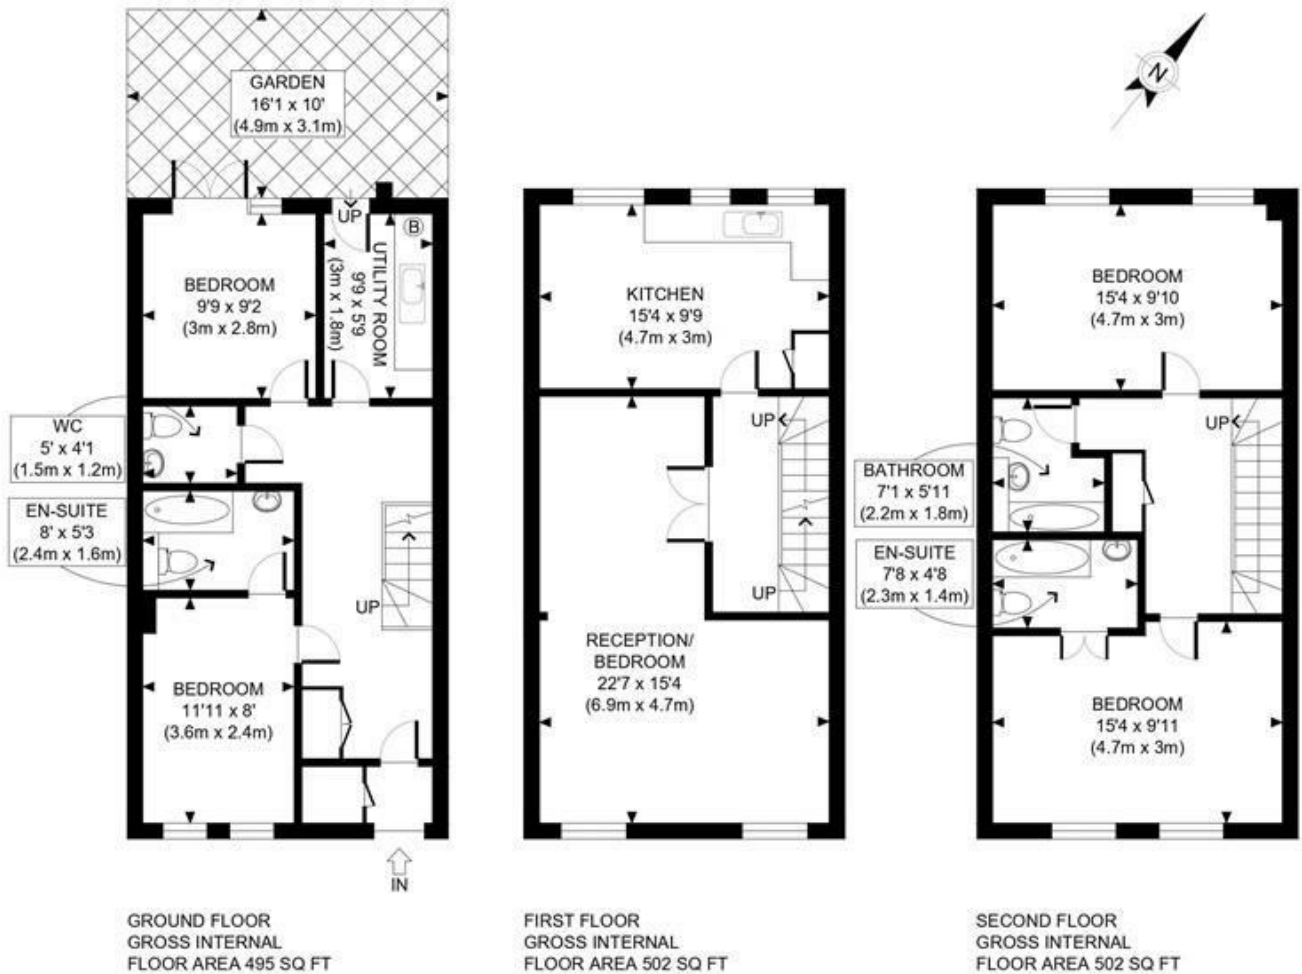 GARDEN
16'1 x 10'
(4.9m x 3.1m)
N
UP
B
BEDROOM
9'9 x 9'2
(3m x 2.8m)
UTILITY ROOM
9'9 x 5'9
(3m x 1.8m)
WC
5' x 4'1
(1.5m x 1.2m)
EN-SUITE
8' x 5'3
(2.4m x 1.6m)
UP
BEDROOM
11'11 x 8'
(3.6m x 2.4m)
IN
GROUND FLOOR
GROSS INTERNAL
FLOOR AREA 495 SQ FT
KITCHEN
15'4 x 9'9
(4.7m x 3m)
UP
UP
RECEPTION/
BEDROOM
22'7 x 15'4
(6.9m x 4.7m)
FIRST FLOOR
GROSS INTERNAL
FLOOR AREA 502 SQ FT
BEDROOM
15'4 x 9'10
(4.7m x 3m)
UP
BATHROOM
7'1 x 5'11
(2.2m x 1.8m)
EN-SUITE
7'8 x 4'8
(2.3m x 1.4m)
BEDROOM
15'4 x 9'11
(4.7m x 3m)
SECOND FLOOR
GROSS INTERNAL
FLOOR AREA 502 SQ FT